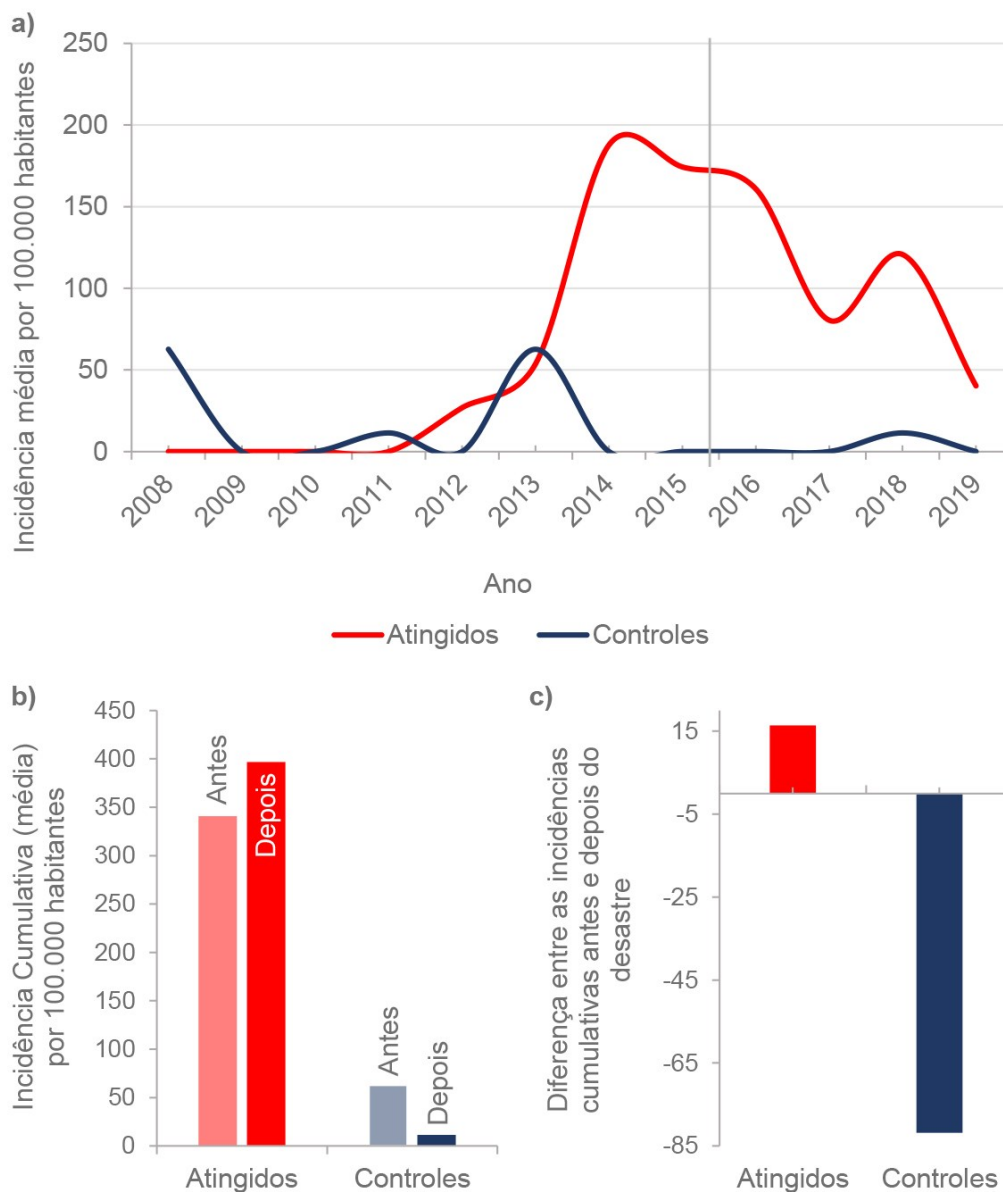 a)
Incidência média por 100.000 habitantes
250
200
150
100
50
0
2008
2009
2010
2011
2012
2013
2014
2015
2016
2017
2018
2019
Ano
Atingidos
Controles
b)
Incidência Cumulativa (média)
por 100.000 habitantes
450
400
350
300
250
200
150
100
50
0
Antes
Depois
Antes
Depois
Atingidos
Controles
c)
Diferença entre as incidências
cumulativas antes e depois do
desastre
15
-5
-25
-45
-65
-85
Atingidos
Controles